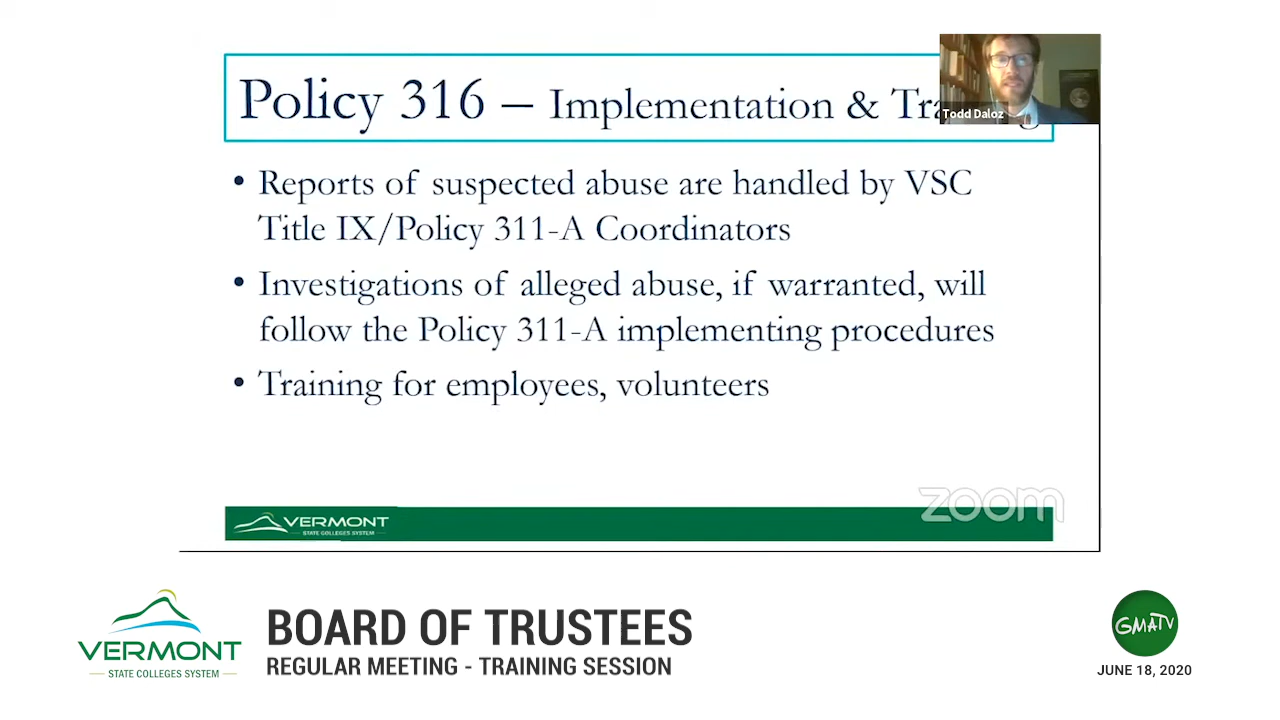 Policy 316 – Implementation & Tra g
Todd Daloz
• Reports of suspected abuse are handled by VSC
Title IX/Policy 311-A Coordinators
• Investigations of alleged abuse, if warranted, will
follow the Policy 311-A implementing procedures
• Training for employees, volunteers
zoom
VERMONT
STATE COLLEGES SYSTEM
VERMONT
STATE COLLEGES SYSTEM
BOARD OF TRUSTEES
REGULAR MEETING - TRAINING SESSION
GMATV
JUNE 18, 2020